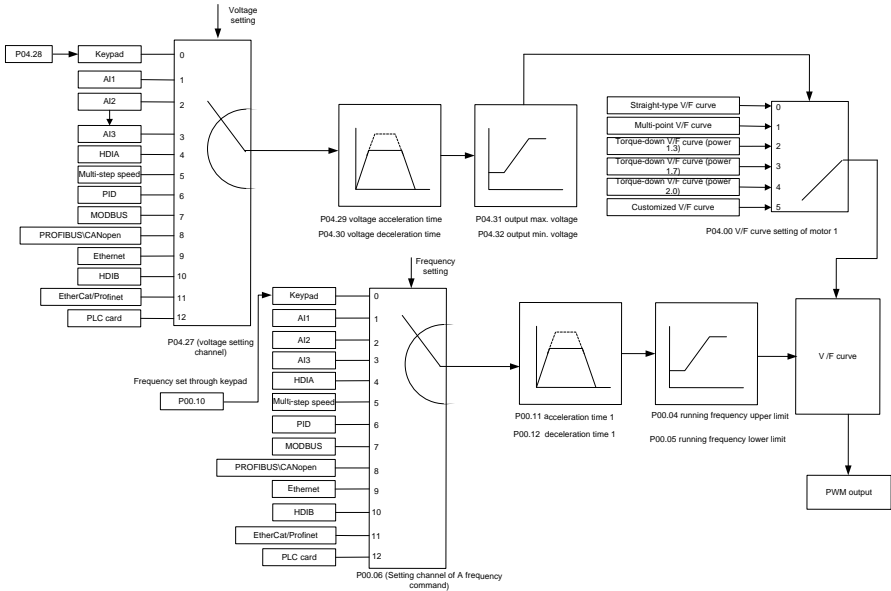 Voltage
setting
P04.28
Keypad
0
AI1
1
AI2
2
AI3
3
HDIA
4
Multi-step speed
5
PID
6
MODBUS
7
PROFIBUS\CANopen
8
Ethernet
9
HDIB
10
EtherCat/Profinet
11
PLC card
12
P04.27 (voltage setting
channel)
P04.29 voltage acceleration time
P04.30 voltage deceleration time
P04.31 output max. voltage
P04.32 output min. voltage
Straight-type V/F curve
0
Multi-point V/F curve
1
Torque-down V/F curve (power
1.3)
2
Torque-down V/F curve (power
1.7)
3
Torque-down V/F curve (power
2.0)
4
Customized V/F curve
5
P04.00 V/F curve setting of motor 1
Frequency
setting
Frequency set through keypad
P00.10
Keypad
0
AI1
1
AI2
2
AI3
3
HDIA
4
Multi-step speed
5
PID
6
MODBUS
7
PROFIBUS\CANopen
8
Ethernet
9
HDIB
10
EtherCat/Profinet
11
PLC card
12
P00.06 (Setting channel of A frequency
command)
P00.11 acceleration time 1
P00.12 deceleration time 1
P00.04 running frequency upper limit
P00.05 running frequency lower limit
V /F curve
PWM output